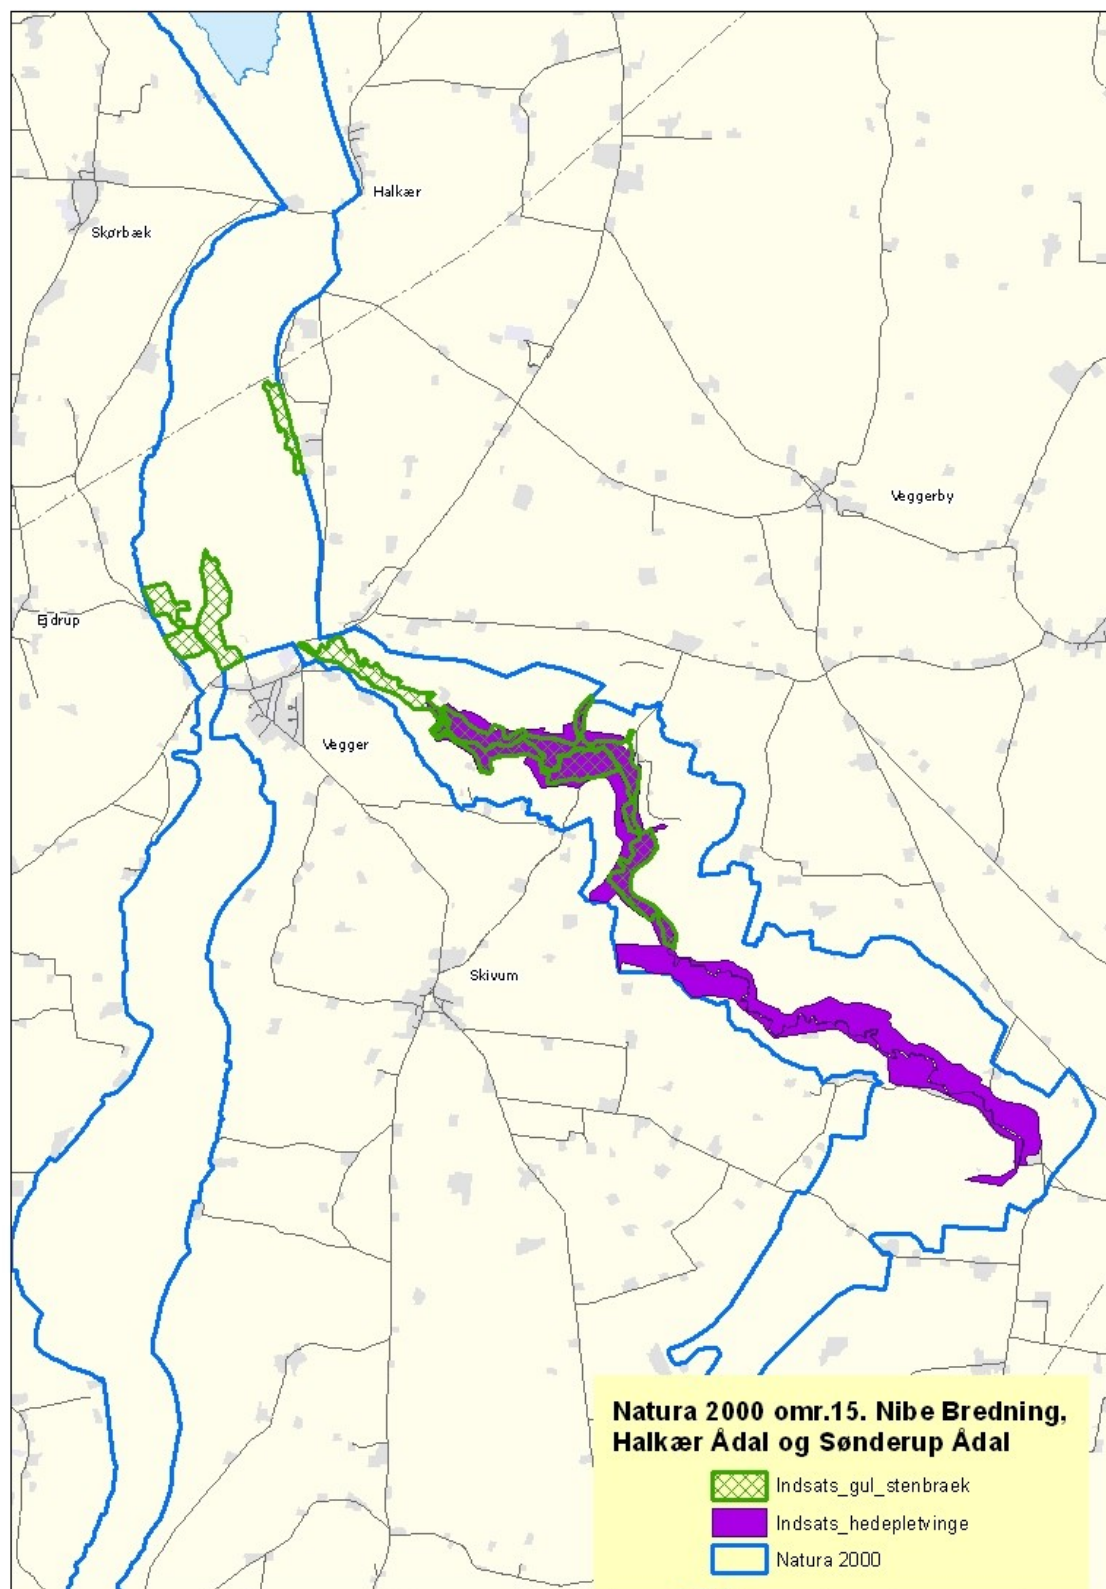 Halkær
Skørbæk
Veggerby
Ejdrup
Vegger
Skivum
Natura 2000 omr.15. Nibe Bredning,
Halkær Ådal og Sønderup Ådal
Indsats_gul_stenbraek
Indsats_hedepletvinge
Natura 2000